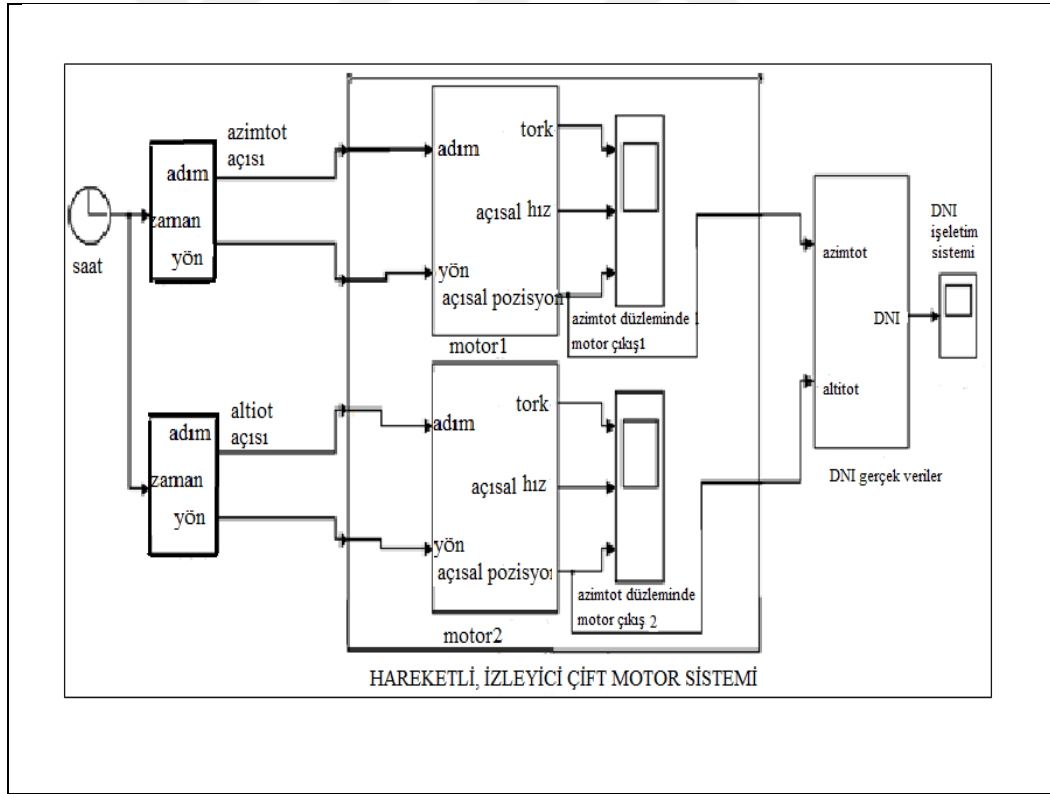 saat
adım
zaman
yön
azimtot
açısı
adım
yön
tork
açısal hız
açısal pozisyon
motor1
azimtot düzleminde 1
motor çıkış1
adım
zaman
yön
altiot
açısı
adım
yön
tork
açısal hız
açısal pozisyon
motor2
azimtot düzleminde
motor çıkış 2
azimtot
DNI
altitot
DNI gerçek veriler
DNI
işeletim
sistemi
HAREKETLİ, İZLEYİCİ ÇİFT MOTOR SİSTEMİ